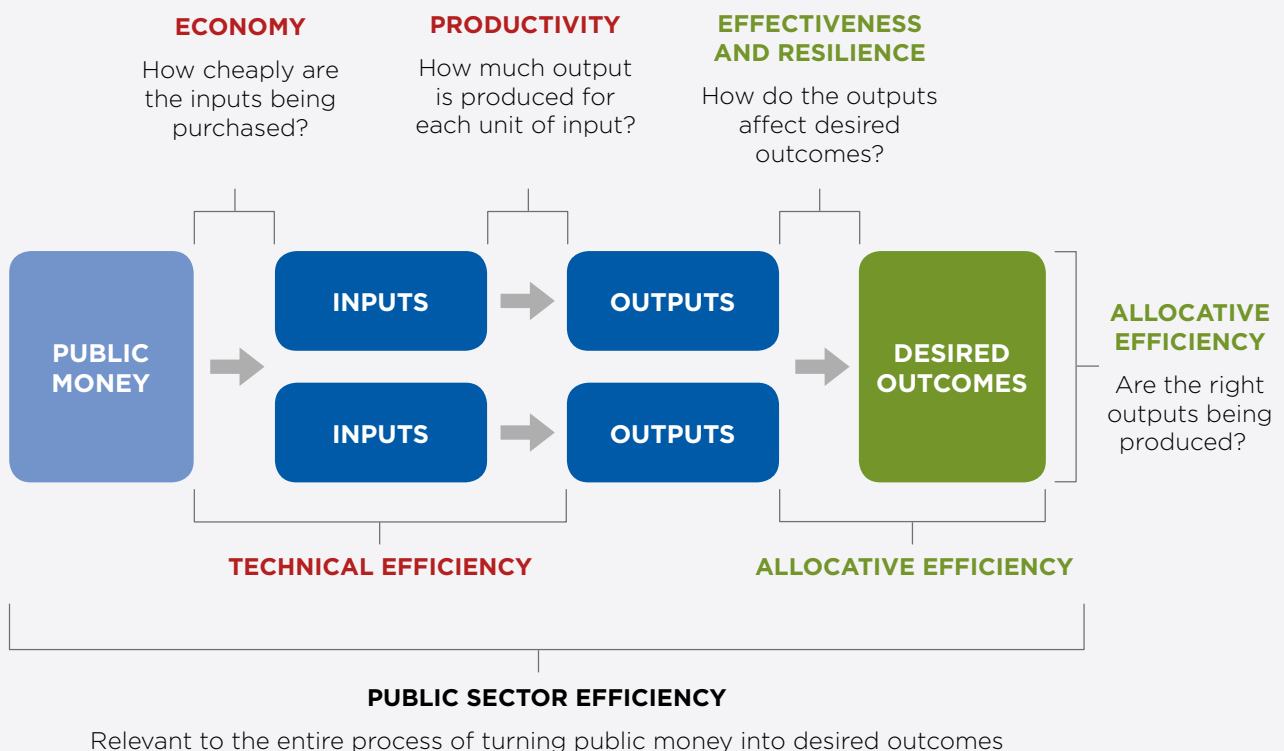 ECONOMY
How cheaply are
the inputs being
purchased?
PRODUCTIVITY
How much output
is produced for
each unit of input?
EFFECTIVENESS
AND RESILIENCE
How do the outputs
affect desired
outcomes?
PUBLIC
MONEY
INPUTS
OUTPUTS
INPUTS
OUTPUTS
DESIRED
OUTCOMES
ALLOCATIVE
EFFICIENCY
Are the right
outputs being
produced?
TECHNICAL EFFICIENCY
ALLOCATIVE EFFICIENCY
PUBLIC SECTOR EFFICIENCY
Relevant to the entire process of turning public money into desired outcomes